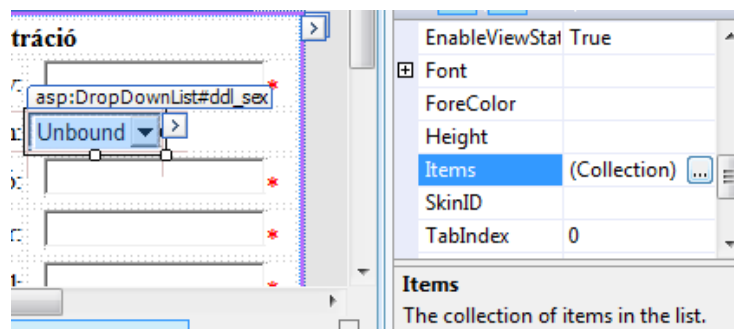 tráció
asp:DropDownList#ddl_sex
Unbound
EnableViewStat True
Font
ForeColor
Height
Items (Collection) ...
SkinID
TabIndex 0
Items
The collection of items in the list.